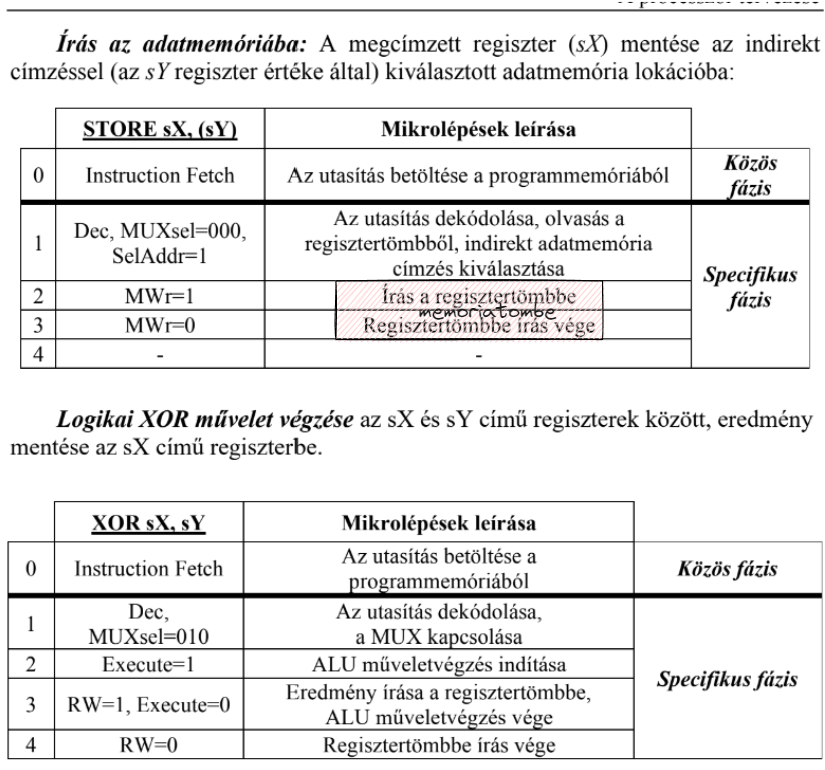 Írás az adatmemóriába: A megcímzett regiszter (sX) mentése az indirekt
címzéssel (az sY regiszter értéke által) kiválasztott adatmemória lokációba:
STORE sX, (sY) Mikrolépések leírása
0 Instruction Fetch Az utasítás betöltése a programmemóriából Közös
fázis
1 Dec, MUXsel=000,
SelAddr=1
Az utasítás dekódolása, olvasás a
regisztertömbből, indirekt adatmemória
címzés kiválasztása
Specifikus
fázis
2 MWr=1 Írás a regisztertömbbe
memoriatombe
3 MWr=0 Regisztertömbbe írás vége
4 - -
Logikai XOR művelet végzése az sX és sY című regiszterek között, eredmény
mentése az sX című regiszterbe.
XOR sX, sY Mikrolépések leírása
0 Instruction Fetch Az utasítás betöltése a
programmemóriából
Közös fázis
1 Dec,
MUXsel=010
Az utasítás dekódolása,
a MUX kapcsolása
2 Execute=1 ALU műveletvégzés indítása
Specifikus fázis
3 RW=1, Execute=0 Eredmény írása a regisztertömbbe,
ALU műveletvégzés vége
4 RW=0 Regisztertömbbe írás vége